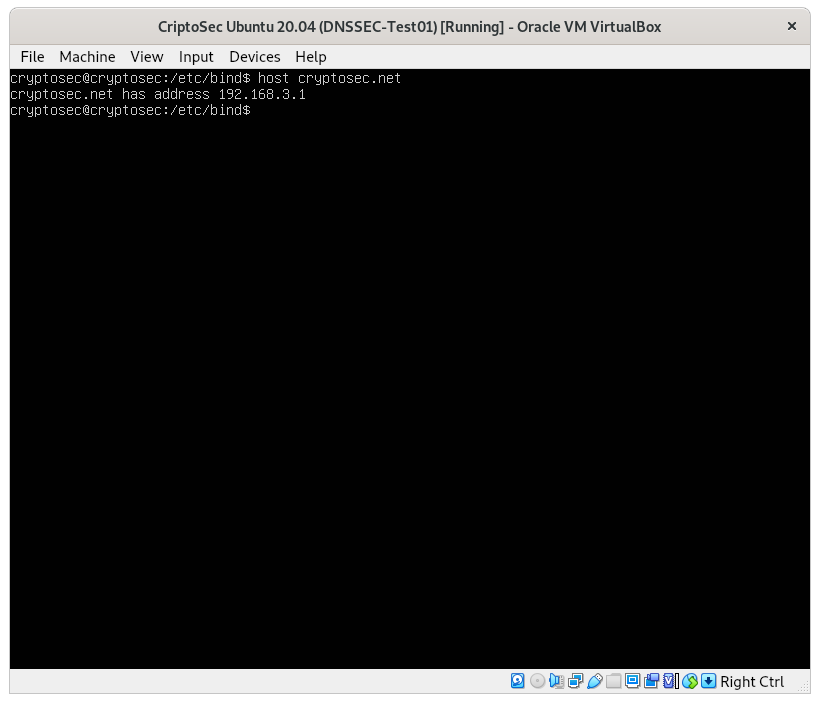 CriptoSec Ubuntu 20.04 (DNSSEC-Test01) [Running] - Oracle VM VirtualBox
File Machine View Input Devices Help
cryptosec@cryptosec:/etc/bind$ host cryptosec.net
cryptosec.net has address 192.168.3.1
cryptosec@cryptosec:/etc/bind$
Right Ctrl